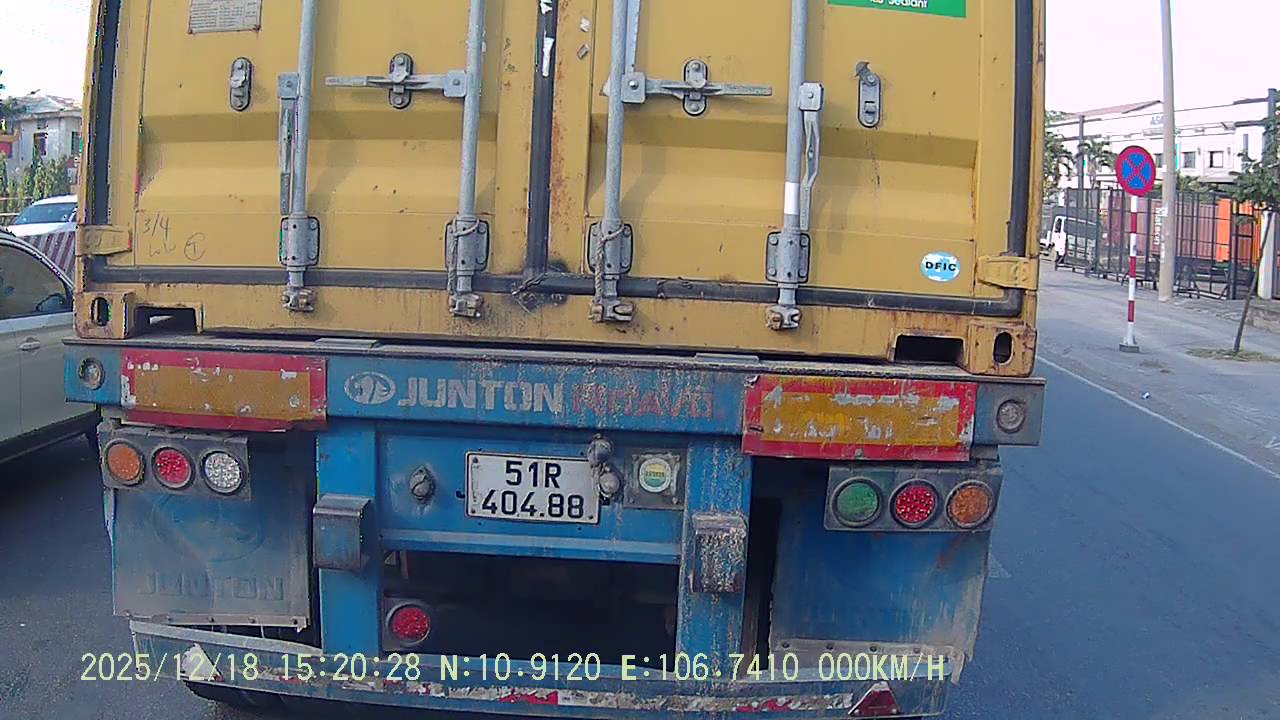 Sealant
3/4
DFIC
JUNTON
51R
404.88
JUNTON
2025/12/18 15:20:28 N:10.9120 E:106.7410 000KM/H